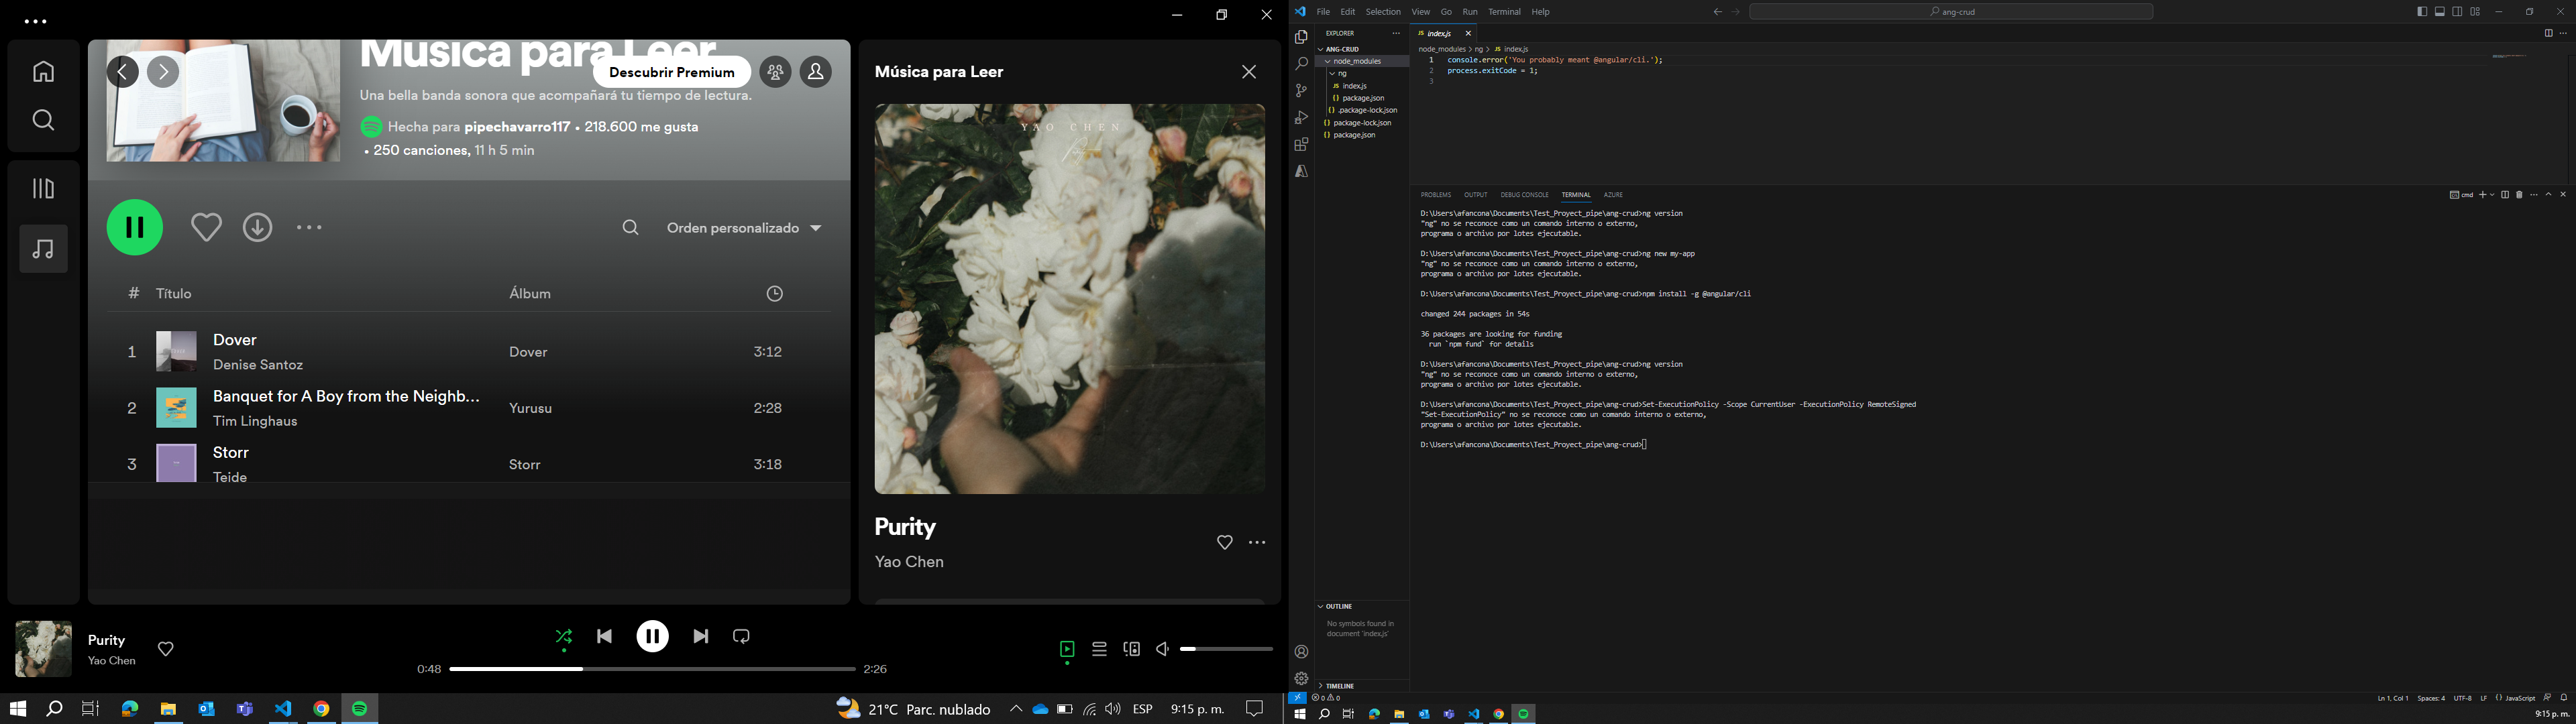 Música para Leer
Descubrir Premium
Una bella banda sonora que acompañará tu tiempo de lectura.
Hecha para pipechavarro117 • 218.600 me gusta
• 250 canciones, 11 h 5 min
Orden personalizado
# Título Álbum
1 Dover Dover 3:12
Denise Santoz
2 Banquet for A Boy from the Neighb... Yurusu 2:28
Tim Linghaus
3 Storr Storr 3:18
Teide
Música para Leer
YAO CHEN
Purity
Yao Chen
Purity
Yao Chen
0:48 2:26
21°C Parc. nublado ESP 9:15 p. m.
File Edit Selection View Go Run Terminal Help
ang-crud
EXPLORER
ANG-CRUD
node_modules
ng
JS index.js
{} package.json
{} .package-lock.json
{} package-lock.json
{} package.json
JS index.js
node_modules > ng > JS index.js
1 console.error('You probably meant @angular/cli.');
2 process.exitCode = 1;
3
PROBLEMS OUTPUT DEBUG CONSOLE TERMINAL AZURE
cmd
D:\Users\afancona\Documents\Test_Proyect_pipe\ang-crud>ng version
"ng" no se reconoce como un comando interno o externo,
programa o archivo por lotes ejecutable.
D:\Users\afancona\Documents\Test_Proyect_pipe\ang-crud>ng new my-app
"ng" no se reconoce como un comando interno o externo,
programa o archivo por lotes ejecutable.
D:\Users\afancona\Documents\Test_Proyect_pipe\ang-crud>npm install -g @angular/cli
changed 244 packages in 54s
36 packages are looking for funding
run `npm fund` for details
D:\Users\afancona\Documents\Test_Proyect_pipe\ang-crud>ng version
"ng" no se reconoce como un comando interno o externo,
programa o archivo por lotes ejecutable.
D:\Users\afancona\Documents\Test_Proyect_pipe\ang-crud>Set-ExecutionPolicy -Scope CurrentUser -ExecutionPolicy RemoteSigned
"Set-ExecutionPolicy" no se reconoce como un comando interno o externo,
programa o archivo por lotes ejecutable.
D:\Users\afancona\Documents\Test_Proyect_pipe\ang-crud>
OUTLINE
No symbols found in
document 'index.js'
TIMELINE
0 0
Ln 1, Col 1 Spaces: 4 UTF-8 LF {} JavaScript
9:15 p. m.